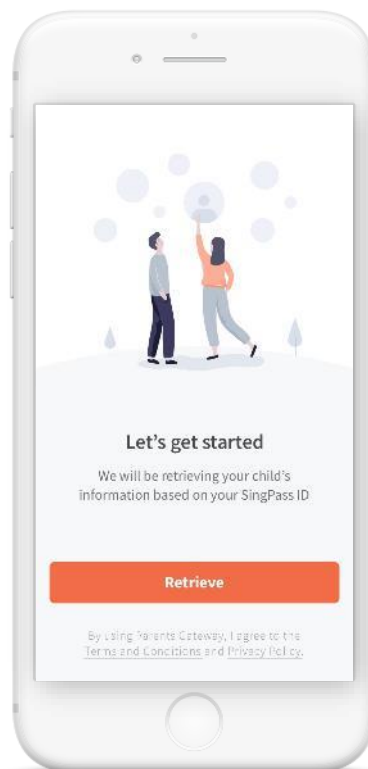 Let's get started
We will be retrieving your child's
information based on your SingPass ID
Retrieve
By using Parents Gateway, I agree to the
Terms and Conditions and Privacy Policy.